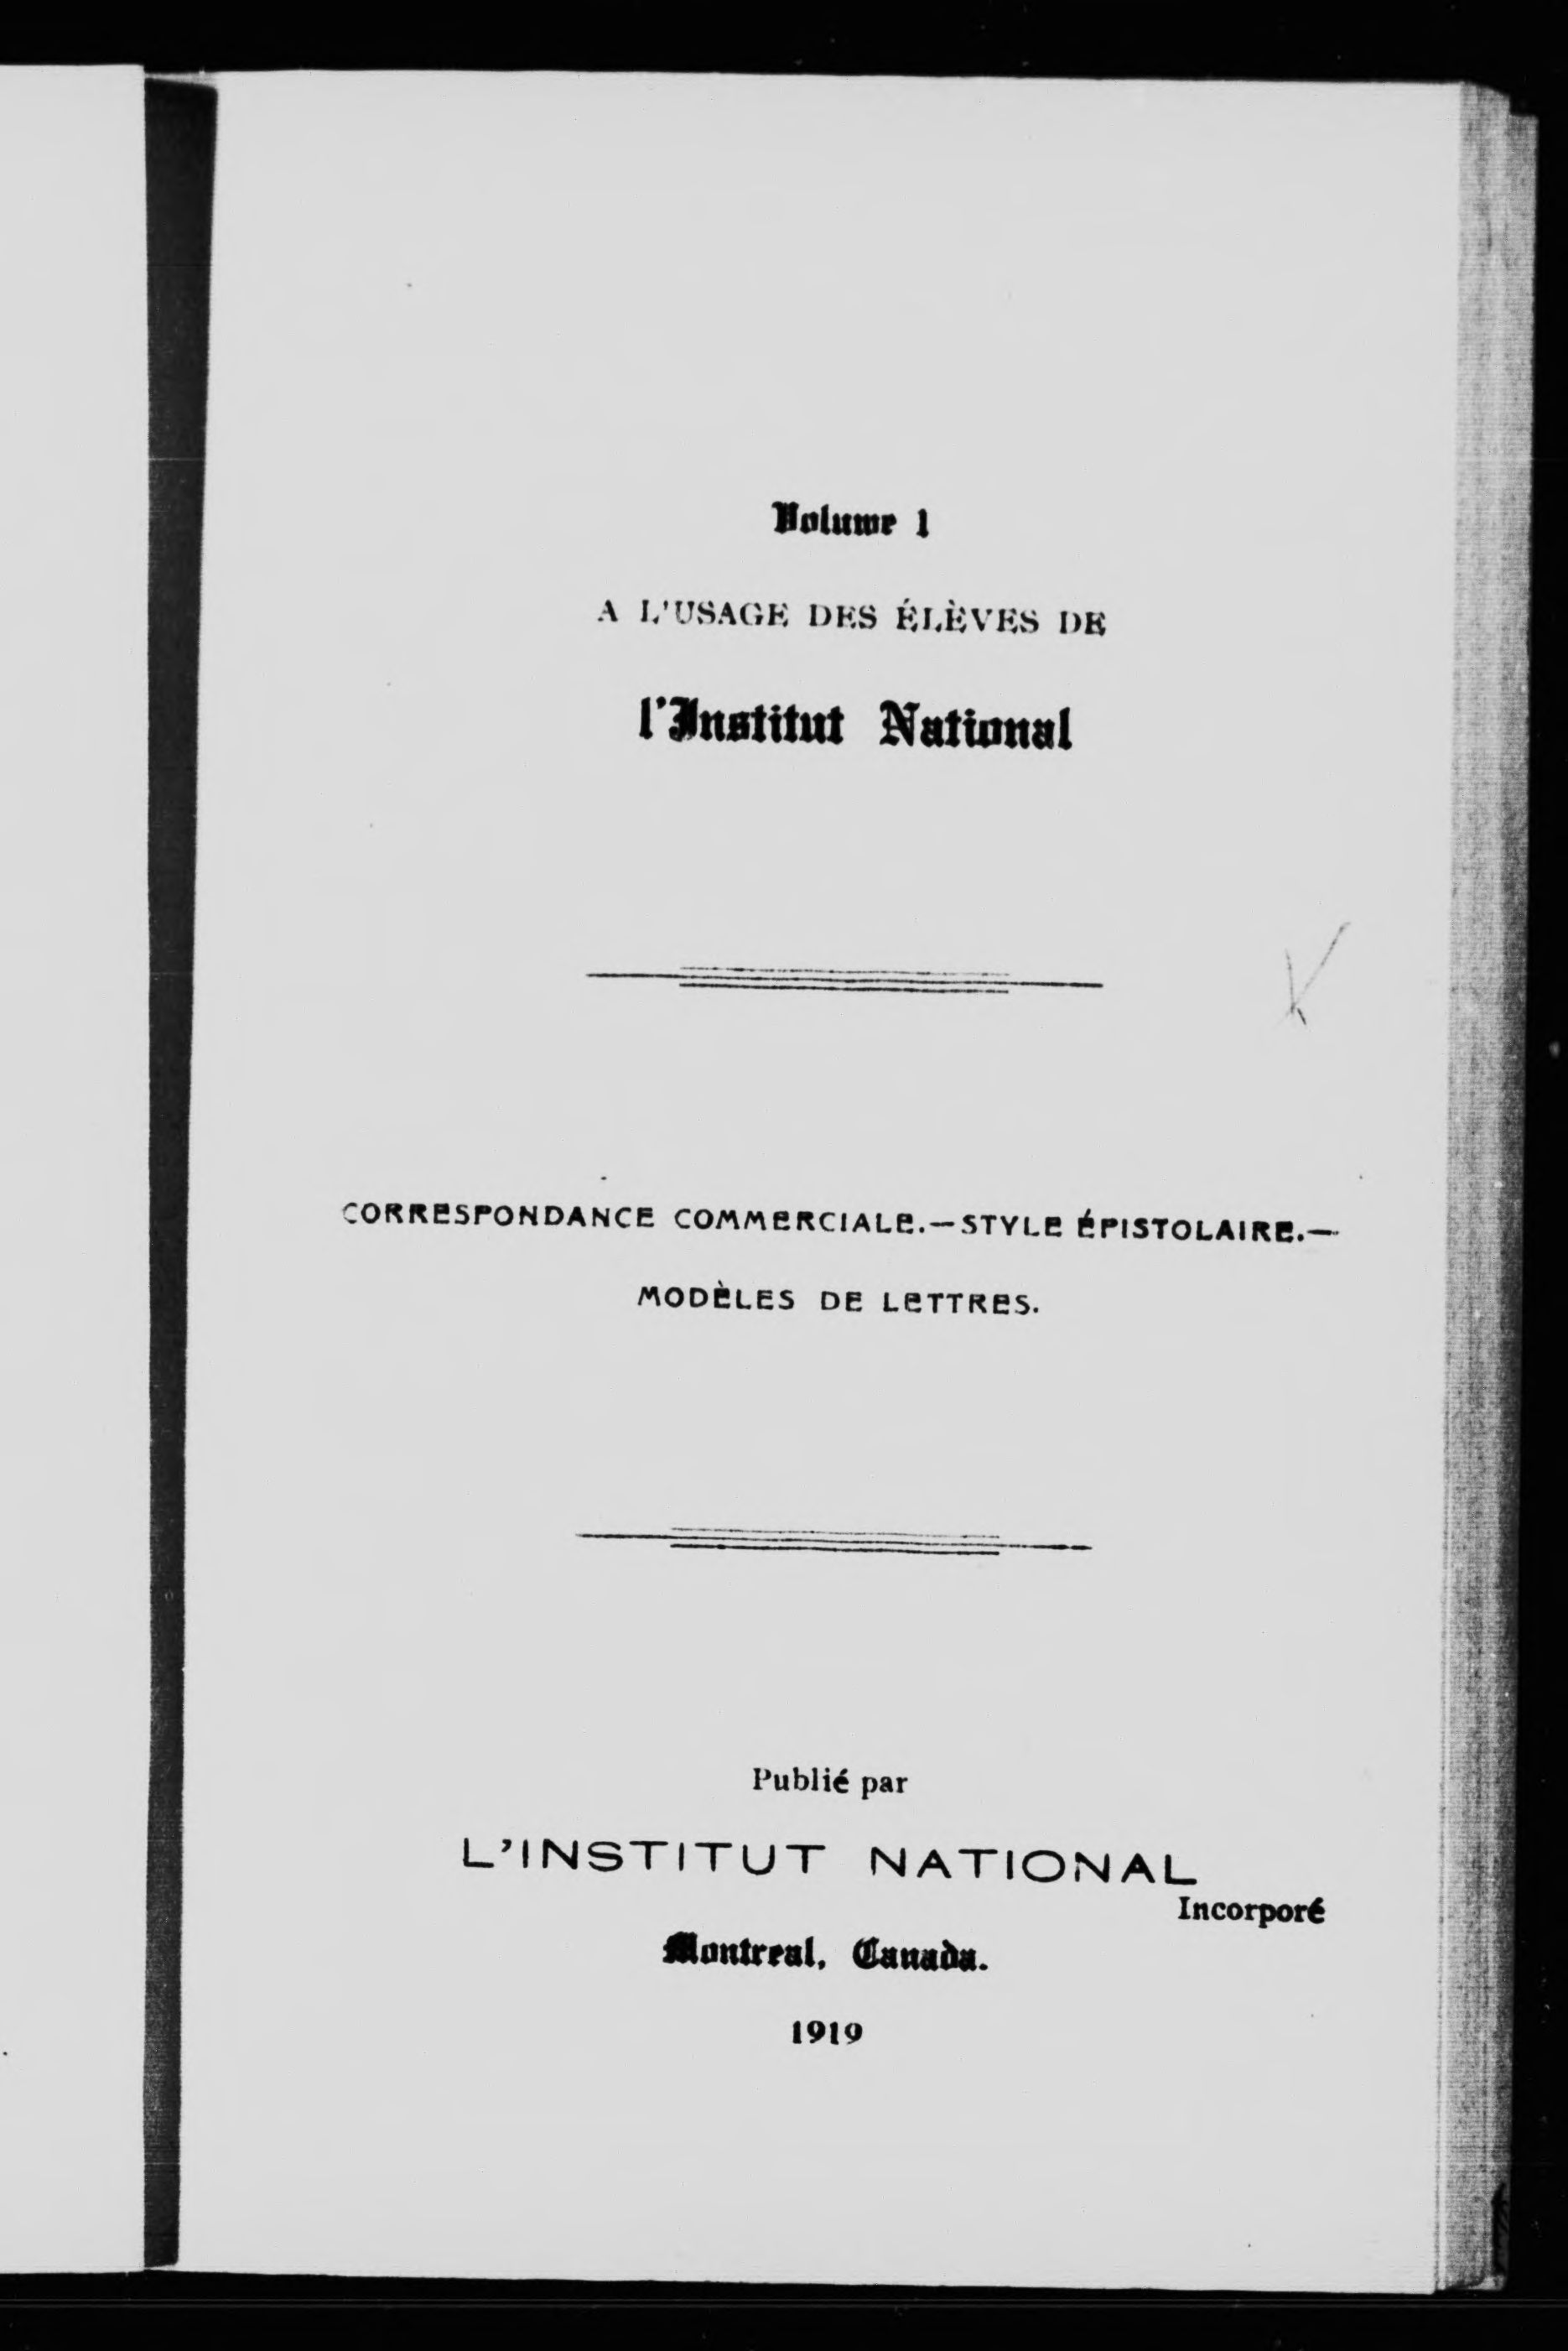 Volume 1
A L'USAGE DES ÉLÈVES DE
l'Institut National
CORRESPONDANCE COMMERCIALE.—STYLE ÉPISTOLAIRE.—
MODÈLES DE LETTRES.
Publié par
L'INSTITUT NATIONAL
Incorporé
Montreal, Canada.
1919